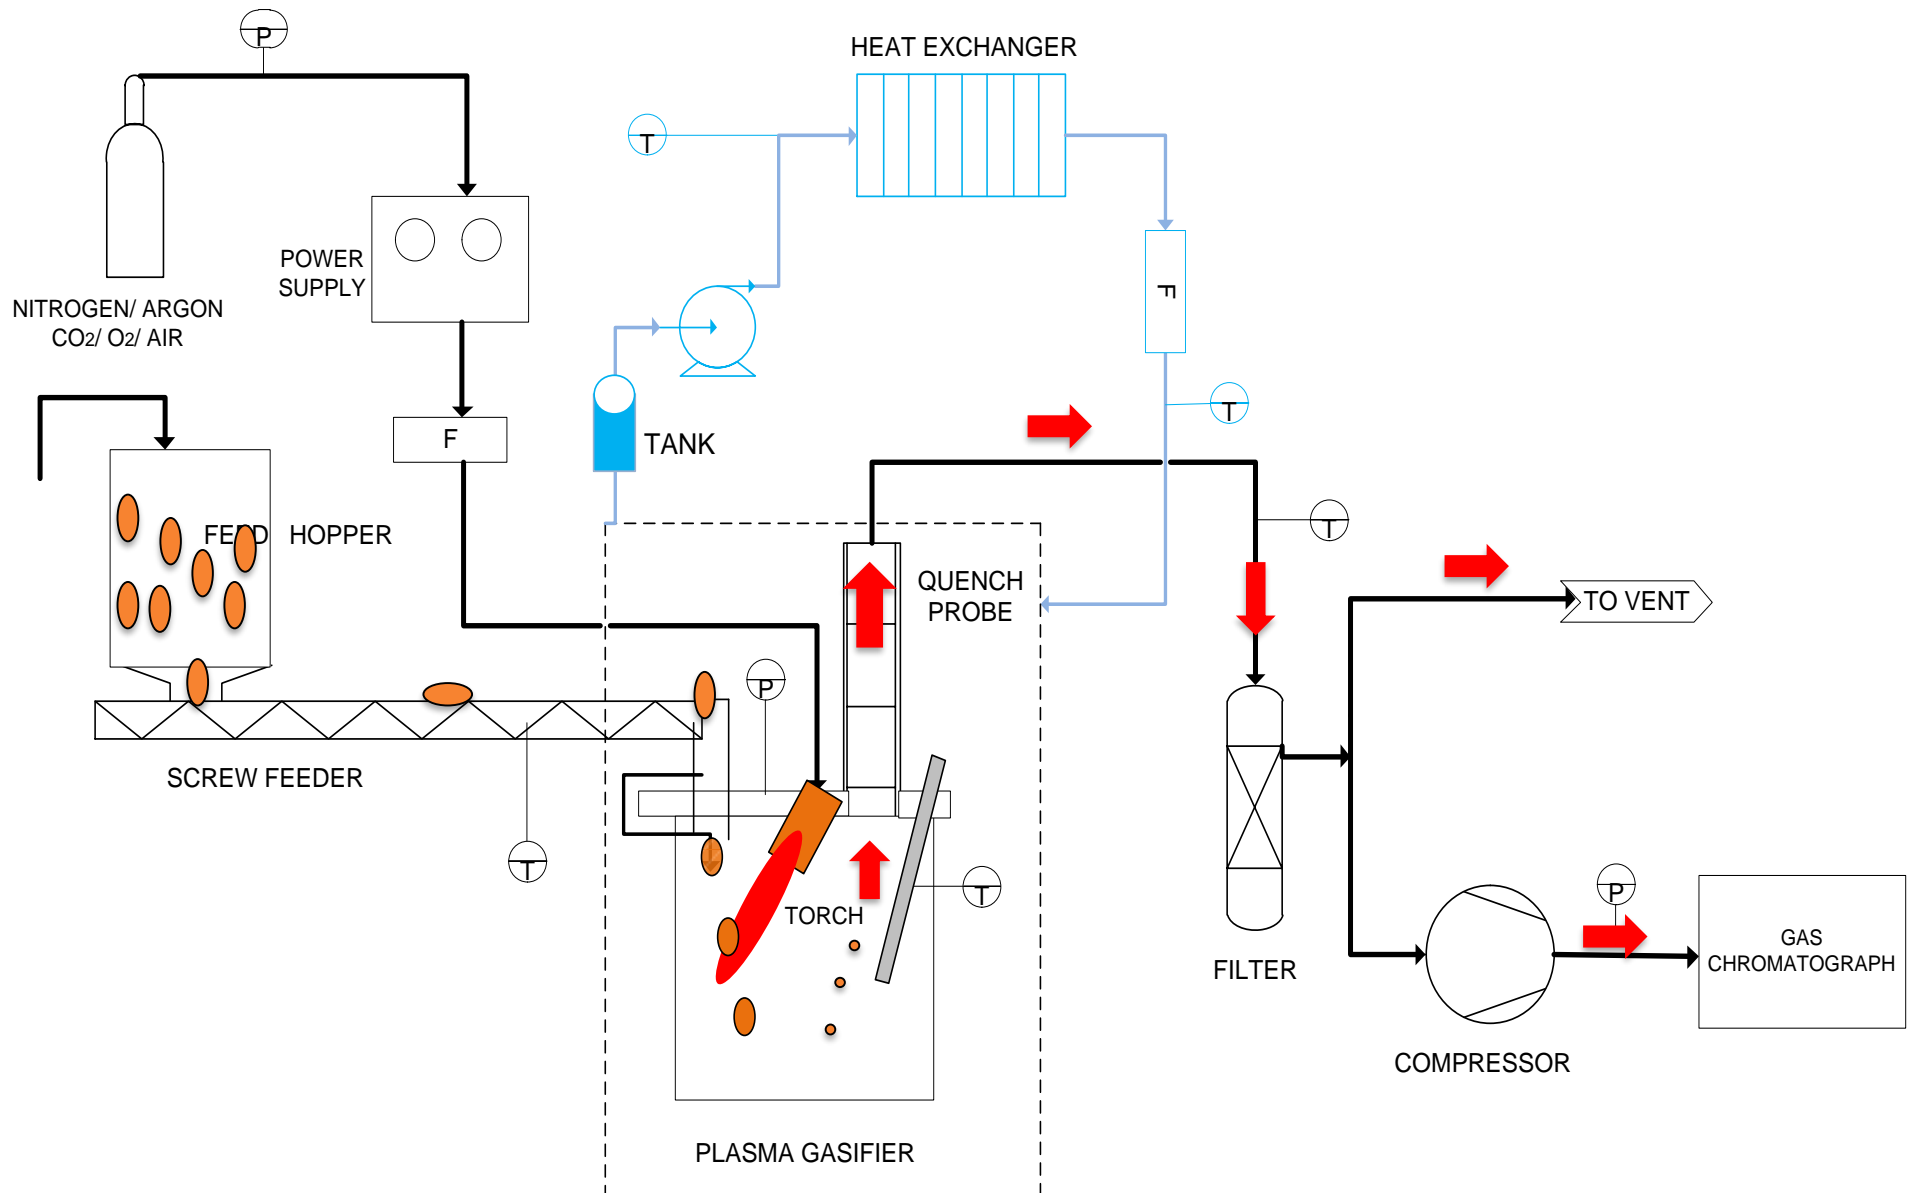 P
HEAT EXCHANGER
T
POWER
SUPPLY
NITROGEN/ ARGON
CO2/ O2/ AIR
F
T
F
TANK
FEED HOPPER
T
QUENCH
PROBE
TO VENT
P
SCREW FEEDER
T
T
P
TORCH
GAS
CHROMATOGRAPH
FILTER
COMPRESSOR
PLASMA GASIFIER